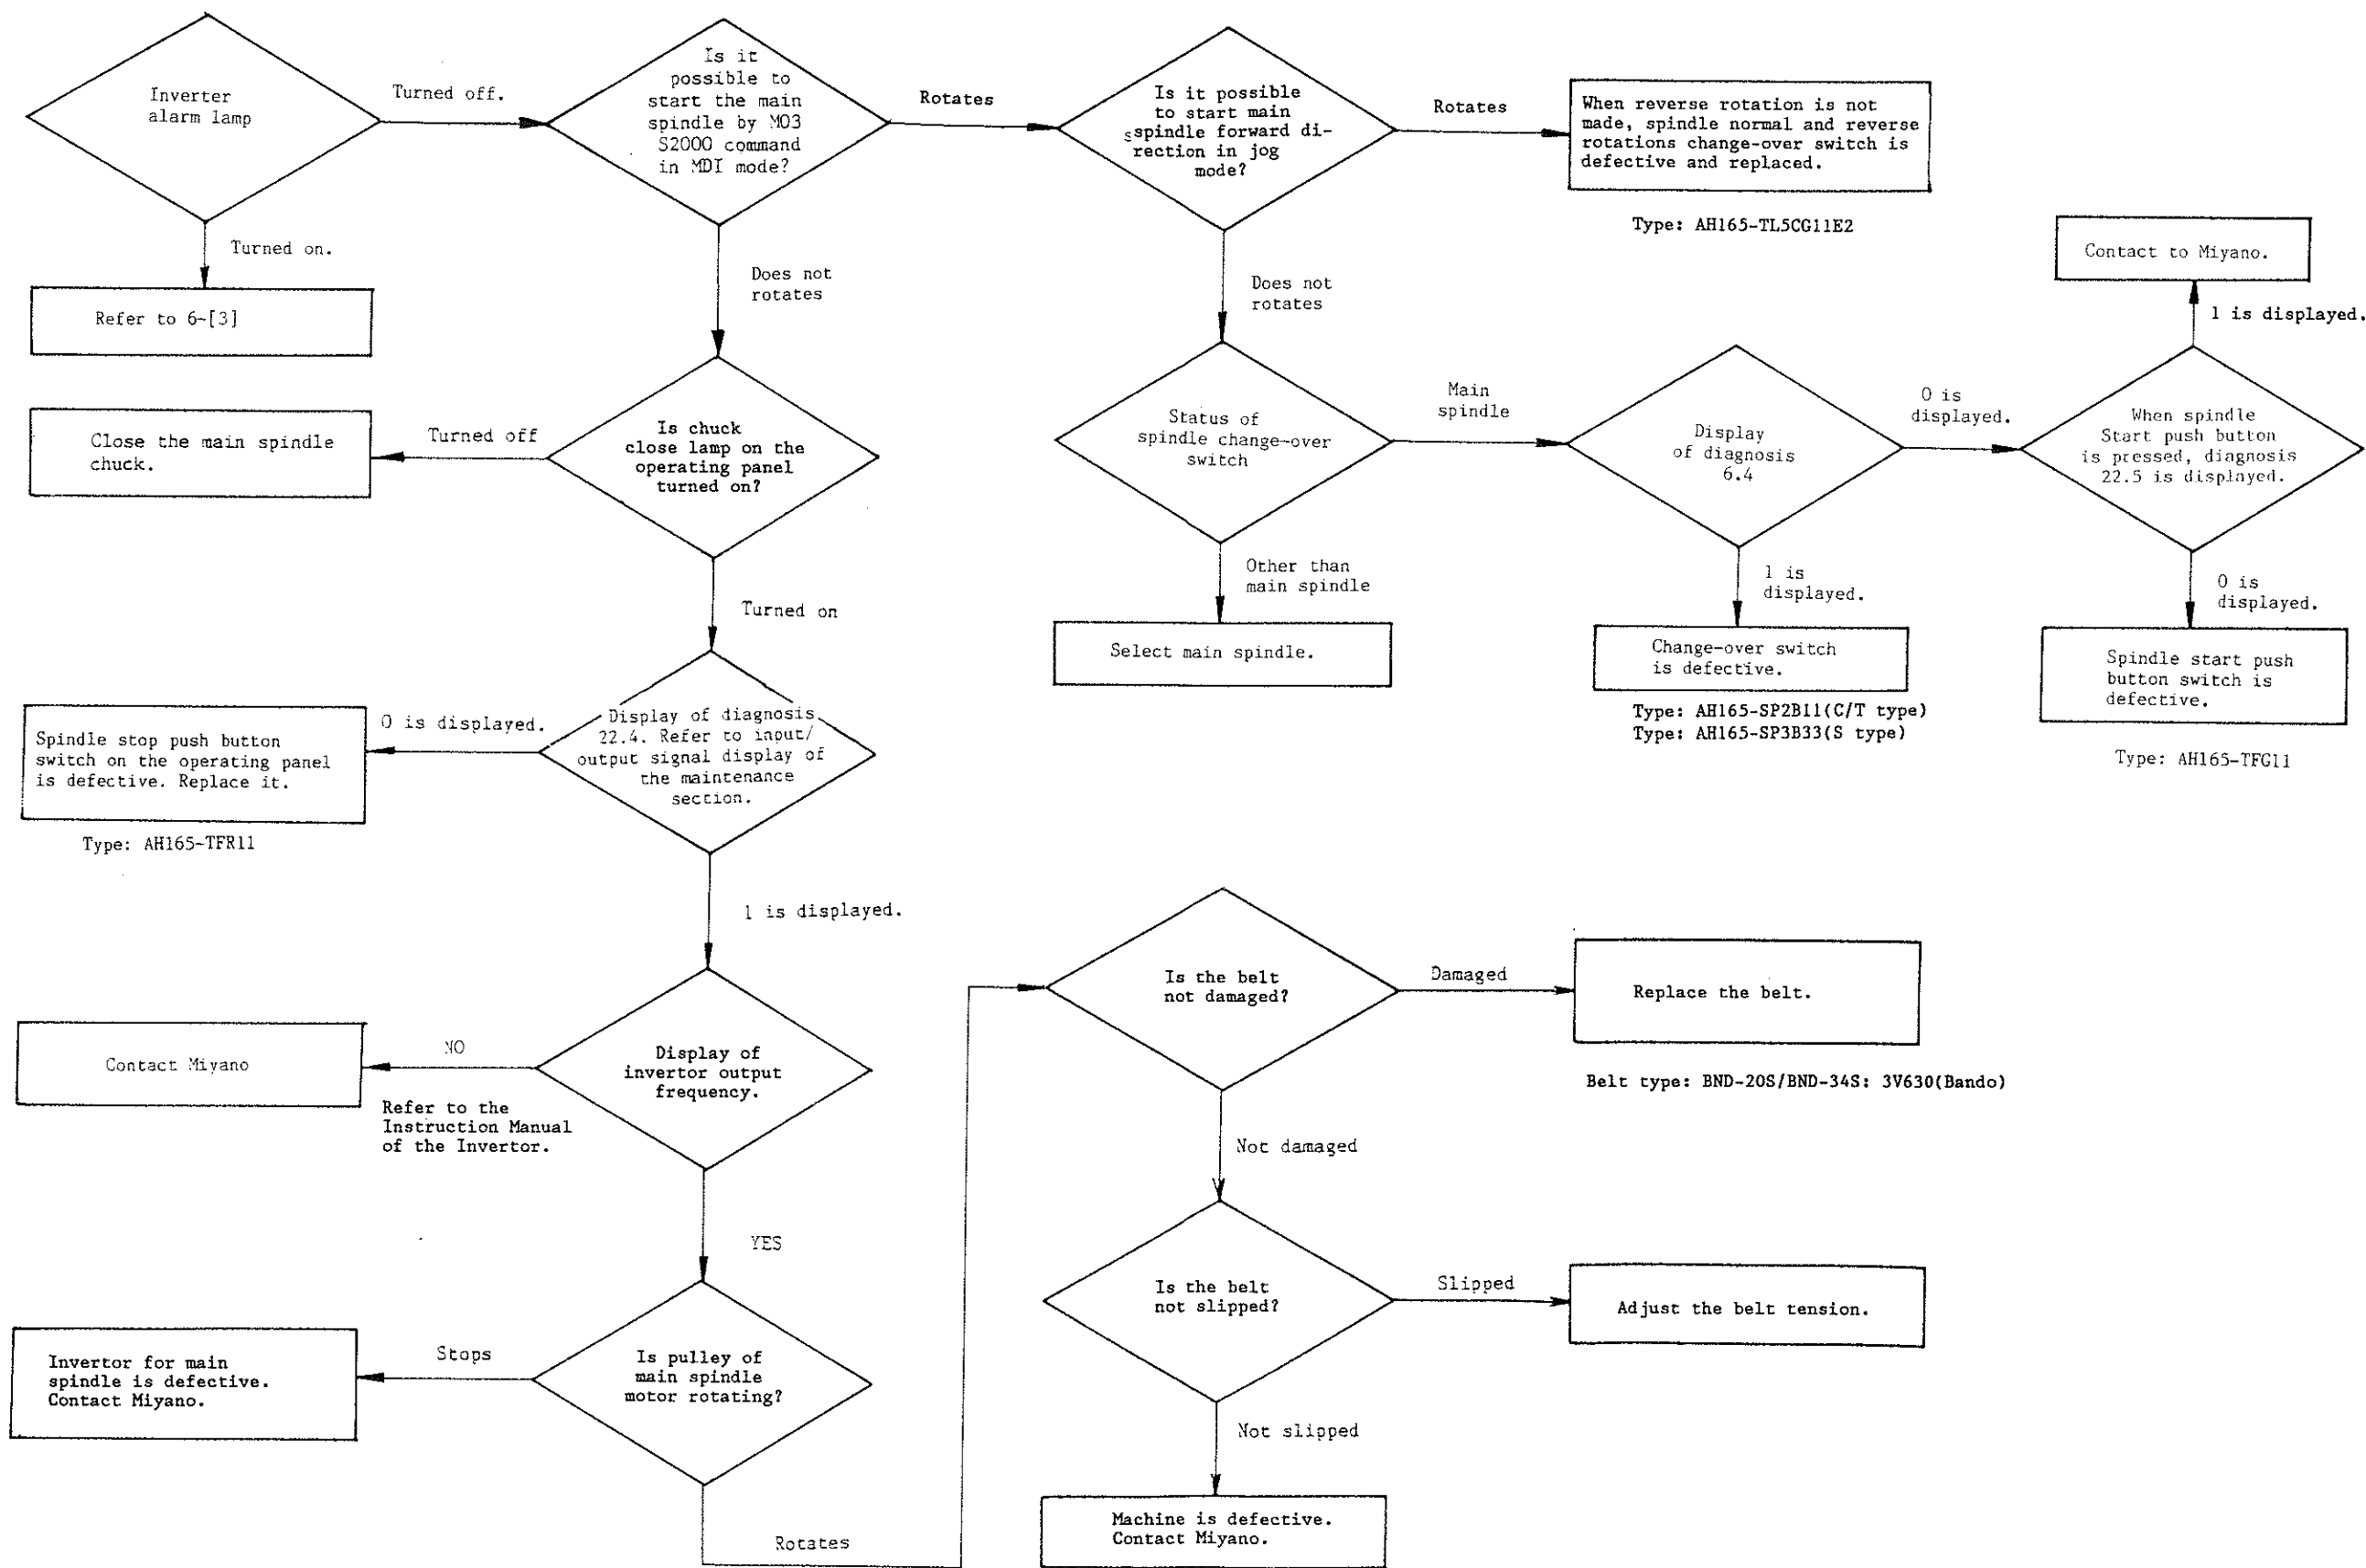 Inverter
alarm lamp
Turned off.
Turned on.
Refer to 6-[3]
Is it
possible to
start the main
spindle by M03
S2000 command
in MDI mode?
Rotates
Does not
rotates
Is it possible
to start main
spindle forward di-
rection in jog
mode?
Rotates
When reverse rotation is not
made, spindle normal and reverse
rotations change-over switch is
defective and replaced.
Type: AH165-TL5CG11E2
Does not
rotates
Status of
spindle change-over
switch
Main
spindle
Other than
main spindle
Select main spindle.
Display
of diagnosis
6.4
0 is
displayed.
1 is
displayed.
Change-over switch
is defective.
Type: AH165-SP2B11(C/T type)
Type: AH165-SP3B33(S type)
When spindle
Start push button
is pressed, diagnosis
22.5 is displayed.
1 is displayed.
Contact to Miyano.
0 is
displayed.
Spindle start push
button switch is
defective.
Type: AH165-TFG11
Is chuck
close lamp on the
operating panel
turned on?
Turned off
Close the main spindle
chuck.
Turned on
Display of diagnosis
22.4. Refer to input/
output signal display of
the maintenance
section.
0 is displayed.
Spindle stop push button
switch on the operating panel
is defective. Replace it.
Type: AH165-TFR11
1 is displayed.
Display of
invertor output
frequency.
NO
Contact Miyano
Refer to the
Instruction Manual
of the Invertor.
YES
Is pulley of
main spindle
motor rotating?
Stops
Invertor for main
spindle is defective.
Contact Miyano.
Rotates
Is the belt
not damaged?
Damaged
Replace the belt.
Belt type: BND-20S/BND-34S: 3V630(Bando)
Not damaged
Is the belt
not slipped?
Slipped
Adjust the belt tension.
Not slipped
Machine is defective.
Contact Miyano.